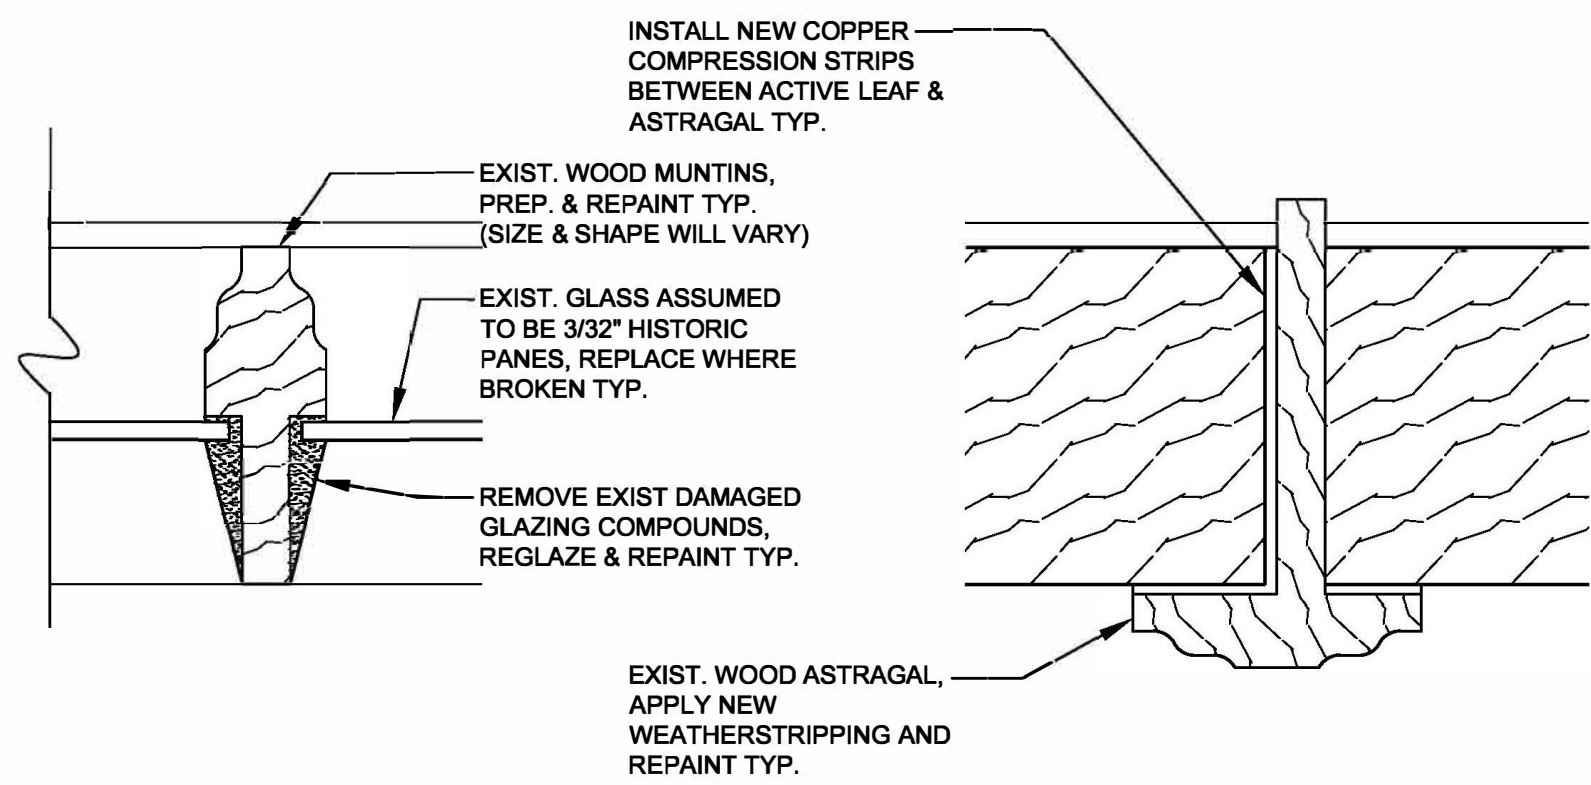 INSTALL NEW COPPER
COMPRESSION STRIPS
BETWEEN ACTIVE LEAF &
ASTRAGAL TYP.
EXIST. WOOD MUNTINS,
PREP. & REPAINT TYP.
(SIZE & SHAPE WILL VARY)
EXIST. GLASS ASSUMED
TO BE 3/32" HISTORIC
PANES, REPLACE WHERE
BROKEN TYP.
REMOVE EXIST DAMAGED
GLAZING COMPOUNDS,
REGLAZE & REPAINT TYP.
EXIST. WOOD ASTRAGAL,
APPLY NEW
WEATHERSTRIPPING AND
REPAINT TYP.